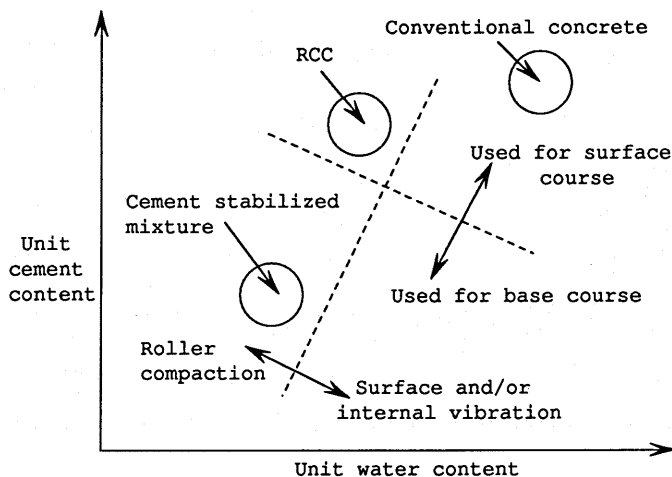 Conventional concrete
RCC
Used for surface
course
Cement stabilized
mixture
Unit
cement
content
Used for base course
Roller
compaction
Surface and/or
internal vibration
Unit water content